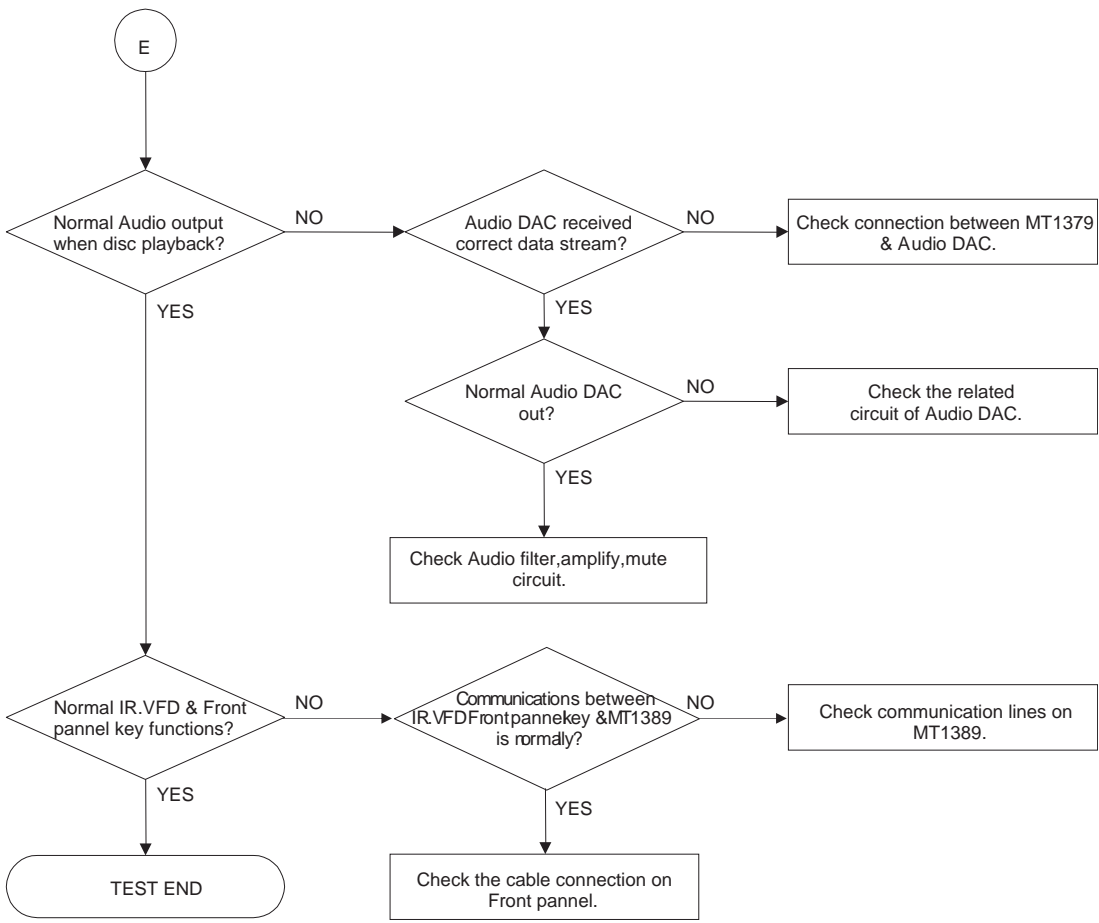 E
Normal Audio output
when disc playback?
NO
Audio DAC received
correct data stream?
NO
Check connection between MT1379
& Audio DAC.
YES
YES
Normal Audio DAC
out?
NO
Check the related
circuit of Audio DAC.
YES
Check Audio filter,amplify,mute
circuit.
Normal IR.VFD & Front
pannel key functions?
NO
Communications between
IR.VFD Front pannelkey &MT1389
is normally?
NO
Check communication lines on
MT1389.
YES
YES
TEST END
Check the cable connection on
Front pannel.